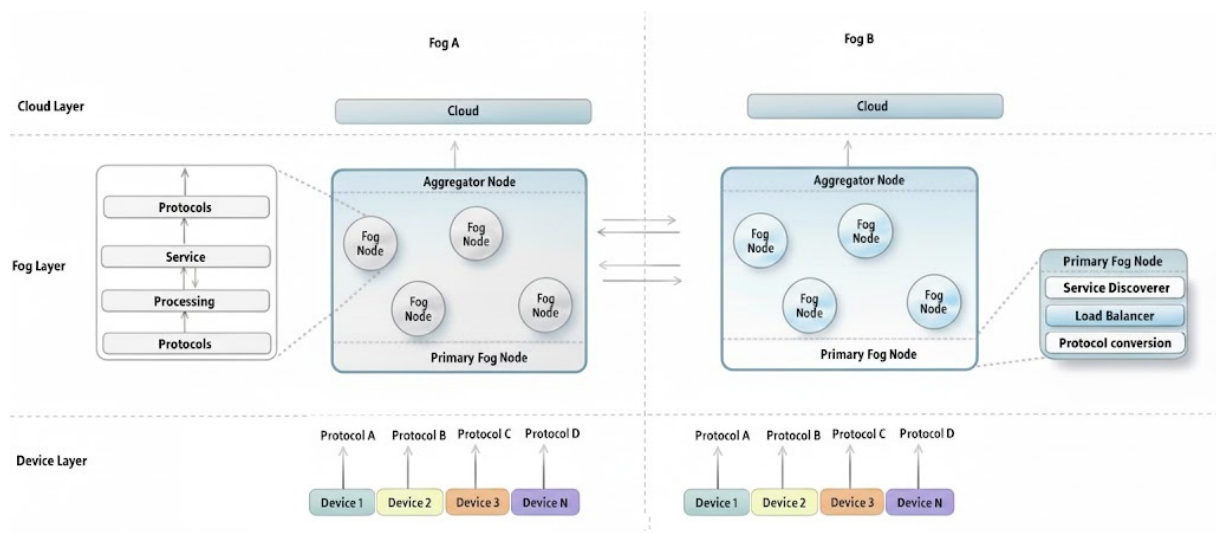 Fog A
Fog B
Cloud Layer
Cloud
Cloud
Fog Layer
Protocols
Service
Processing
Protocols
Aggregator Node
Fog
Node
Fog
Node
Fog
Node
Fog
Node
Primary Fog Node
Aggregator Node
Fog
Node
Fog
Node
Fog
Node
Fog
Node
Primary Fog Node
Primary Fog Node
Service Discoverer
Load Balancer
Protocol conversion
Device Layer
Protocol A
Protocol B
Protocol C
Protocol D
Device 1
Device 2
Device 3
Device N
Protocol A
Protocol B
Protocol C
Protocol D
Device 1
Device 2
Device 3
Device N